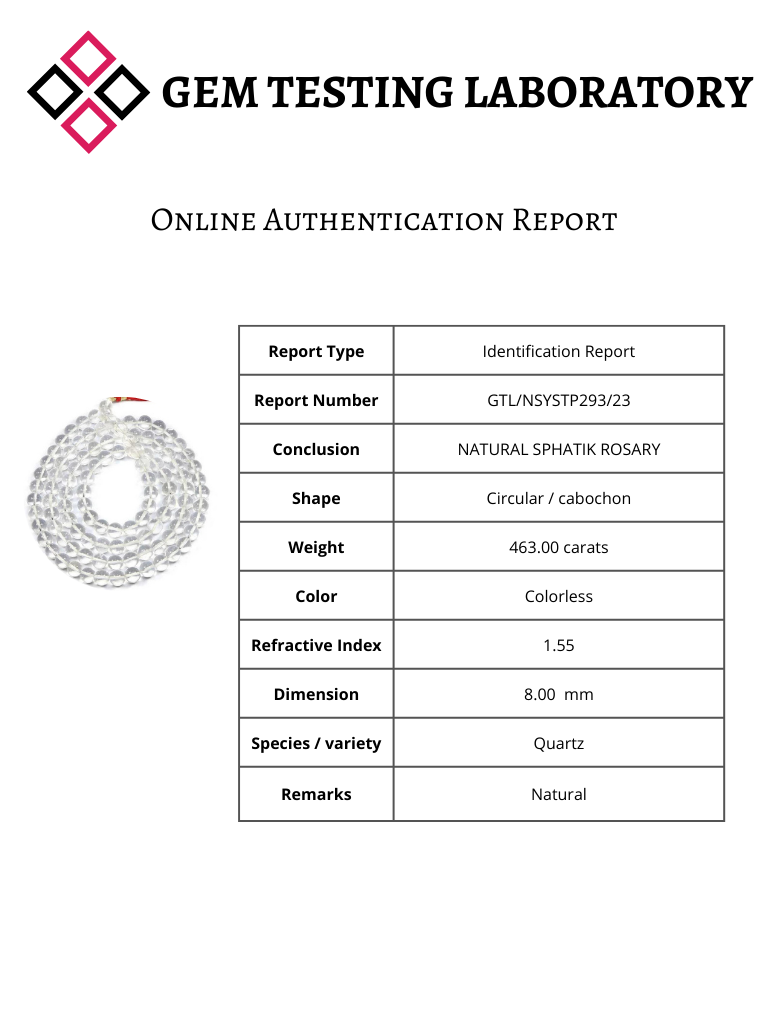 GEM TESTING LABORATORY
Online Authentication Report
Report Type Identification Report
Report Number GTL/NSYSTP293/23
Conclusion NATURAL SPHATIK ROSARY
Shape Circular / cabochon
Weight 463.00 carats
Color Colorless
Refractive Index 1.55
Dimension 8.00 mm
Species / variety Quartz
Remarks Natural